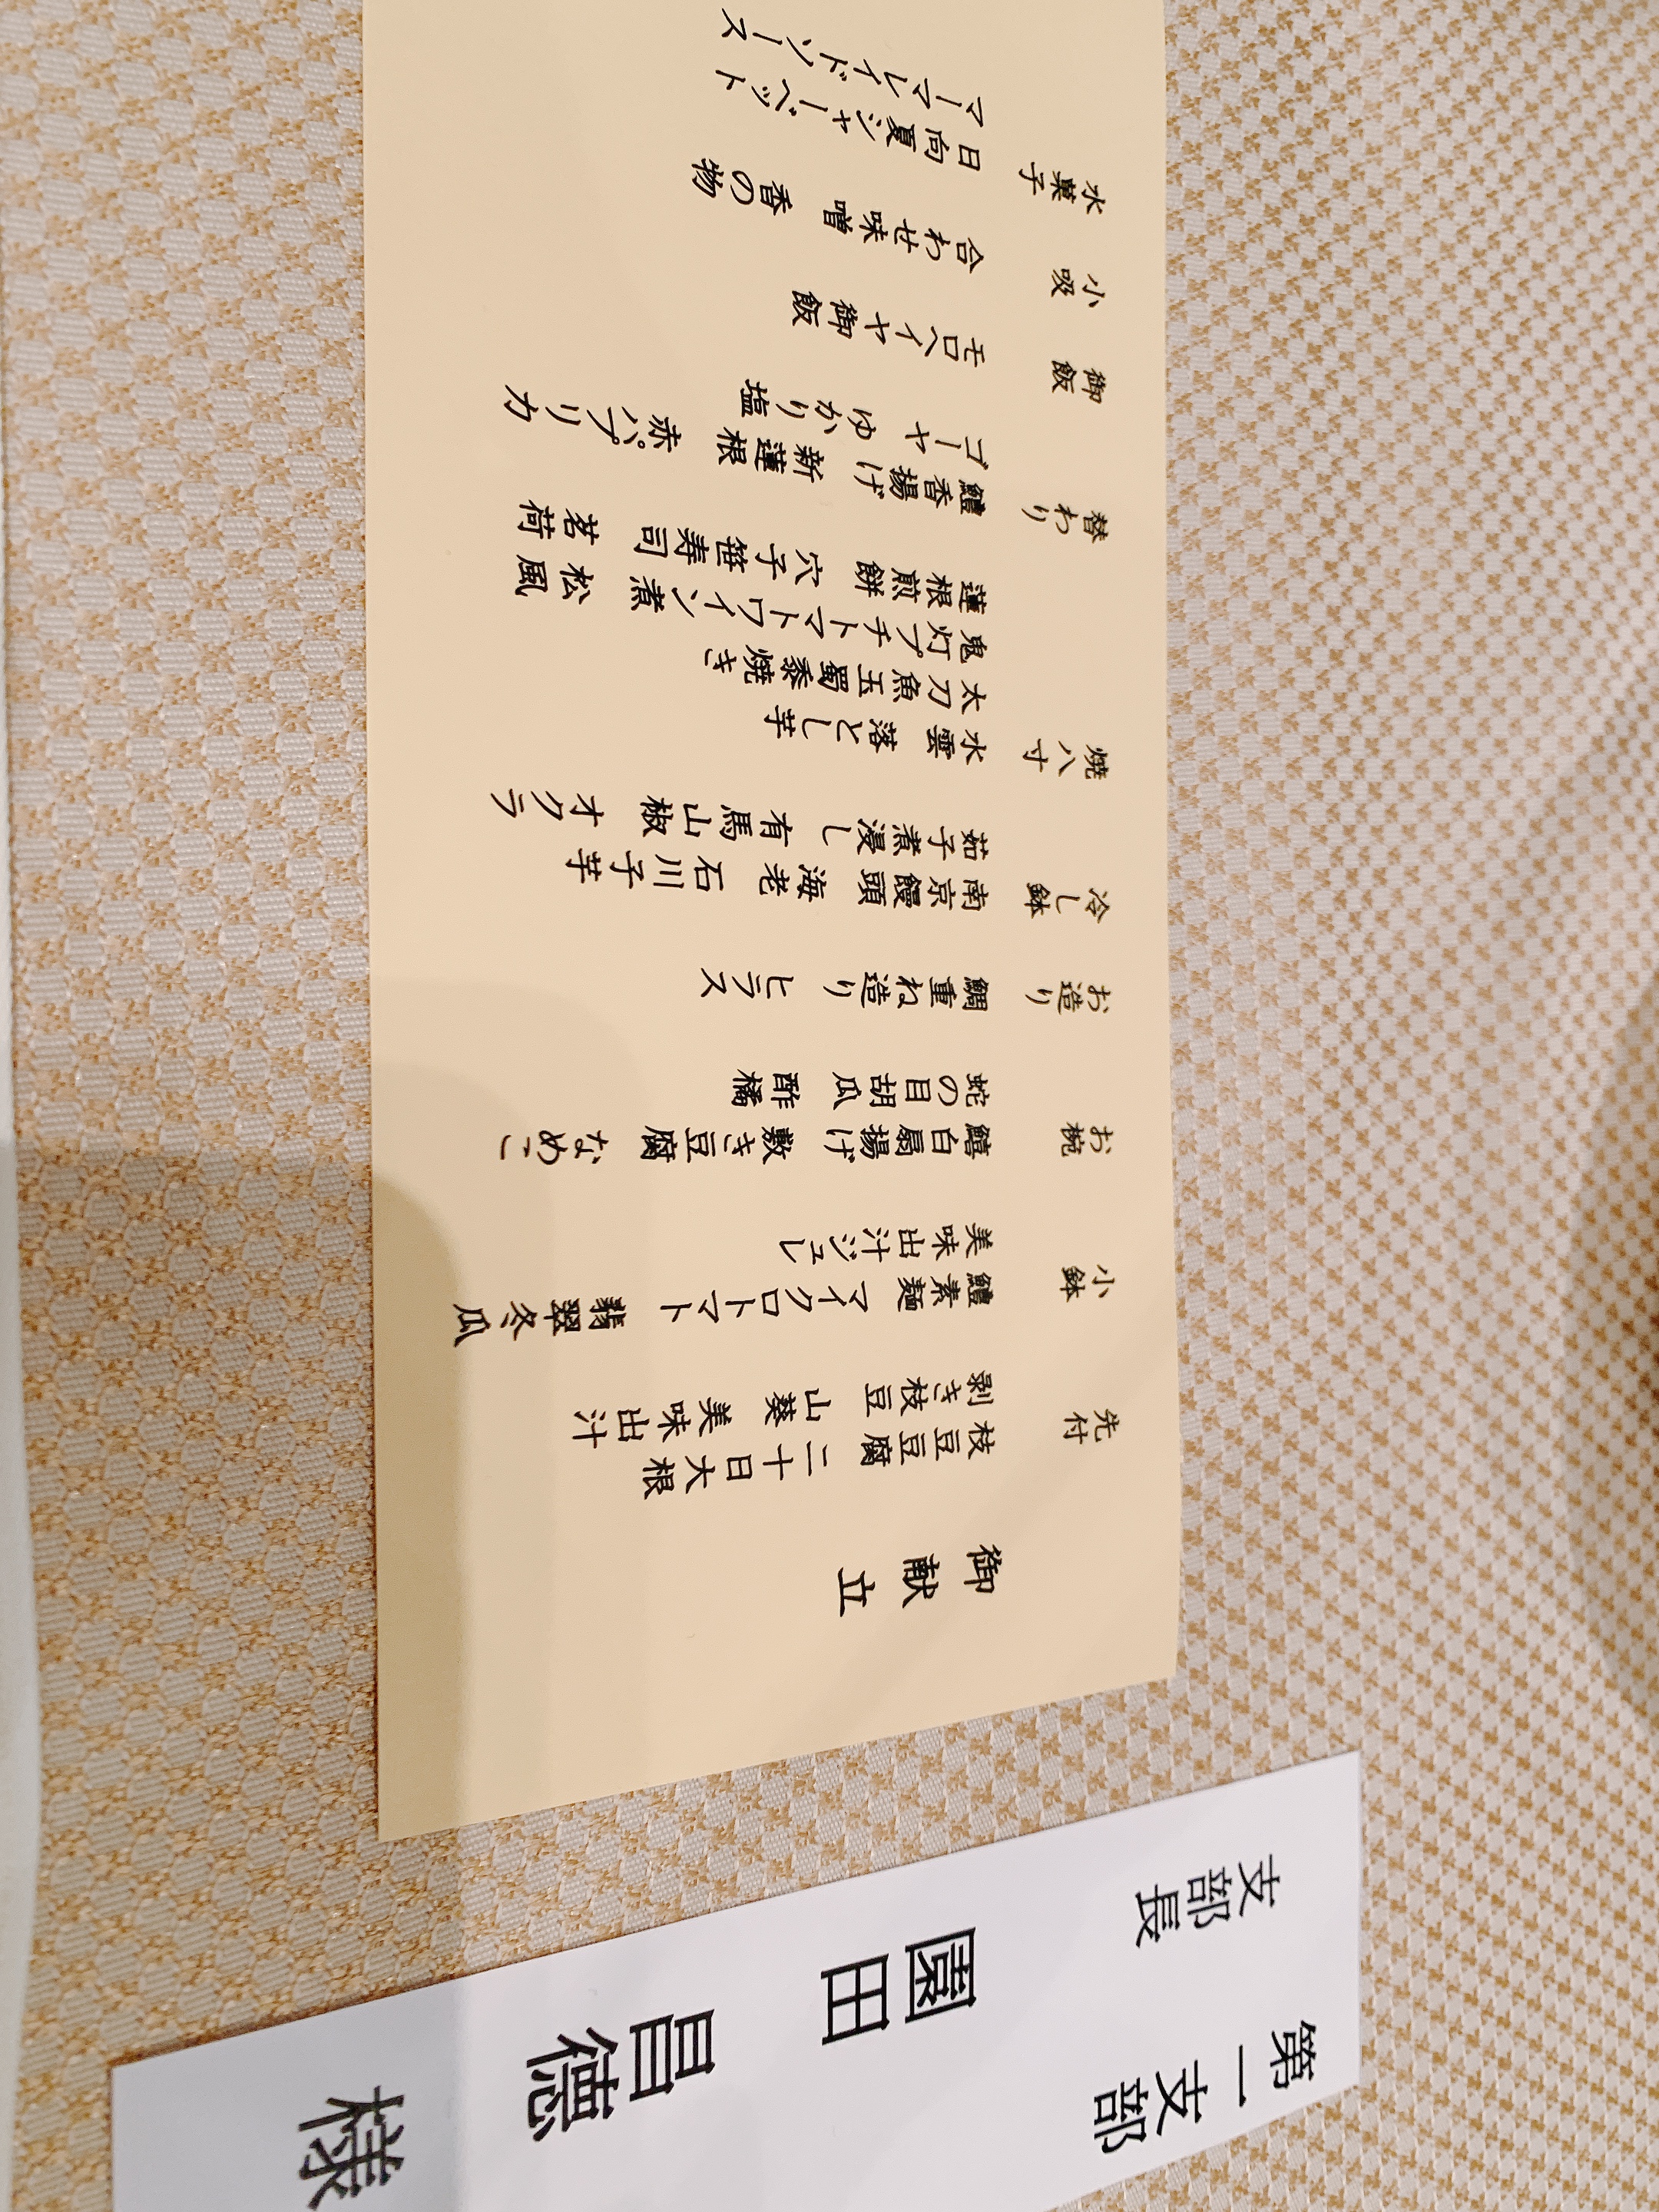 御献立
先付
枝豆豆腐 二十日大根
剥き枝豆 山葵 美味出汁
小鉢
鱧素麺 マイクロトマト 翡翠冬瓜
美味出汁ジュレ
お椀
鱚白扇揚げ 敷き豆腐 なめこ
蛇の目胡瓜 酢橘
お造り
鯛重ね造り ヒラス
冷し鉢
南京饅頭 海老 石川子芋
茄子煮浸し 有馬山椒 オクラ
焼八寸
水雲落とし芋
太刀魚玉蜀黍焼き
鬼灯プチトマトワイン煮 松風
蓮根煎餅 穴子笹寿司 茗荷
替わり
鱧香揚げ 新蓮根 赤パプリカ
ゴーヤ ゆかり塩
御飯
モロヘイヤ御飯
小吸
合わせ味噌 香の物
水菓子
日向夏シャーベット
マーマレイドソース
第一支部
支部長
園田 昌徳 様